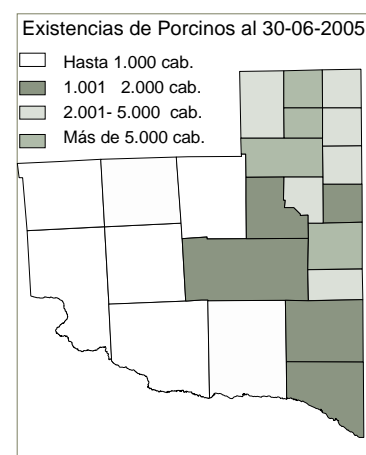 Existencias de Porcinos al 30-06-2005
Hasta 1.000 cab.
1.001 2.000 cab.
2.001- 5.000 cab.
Más de 5.000 cab.